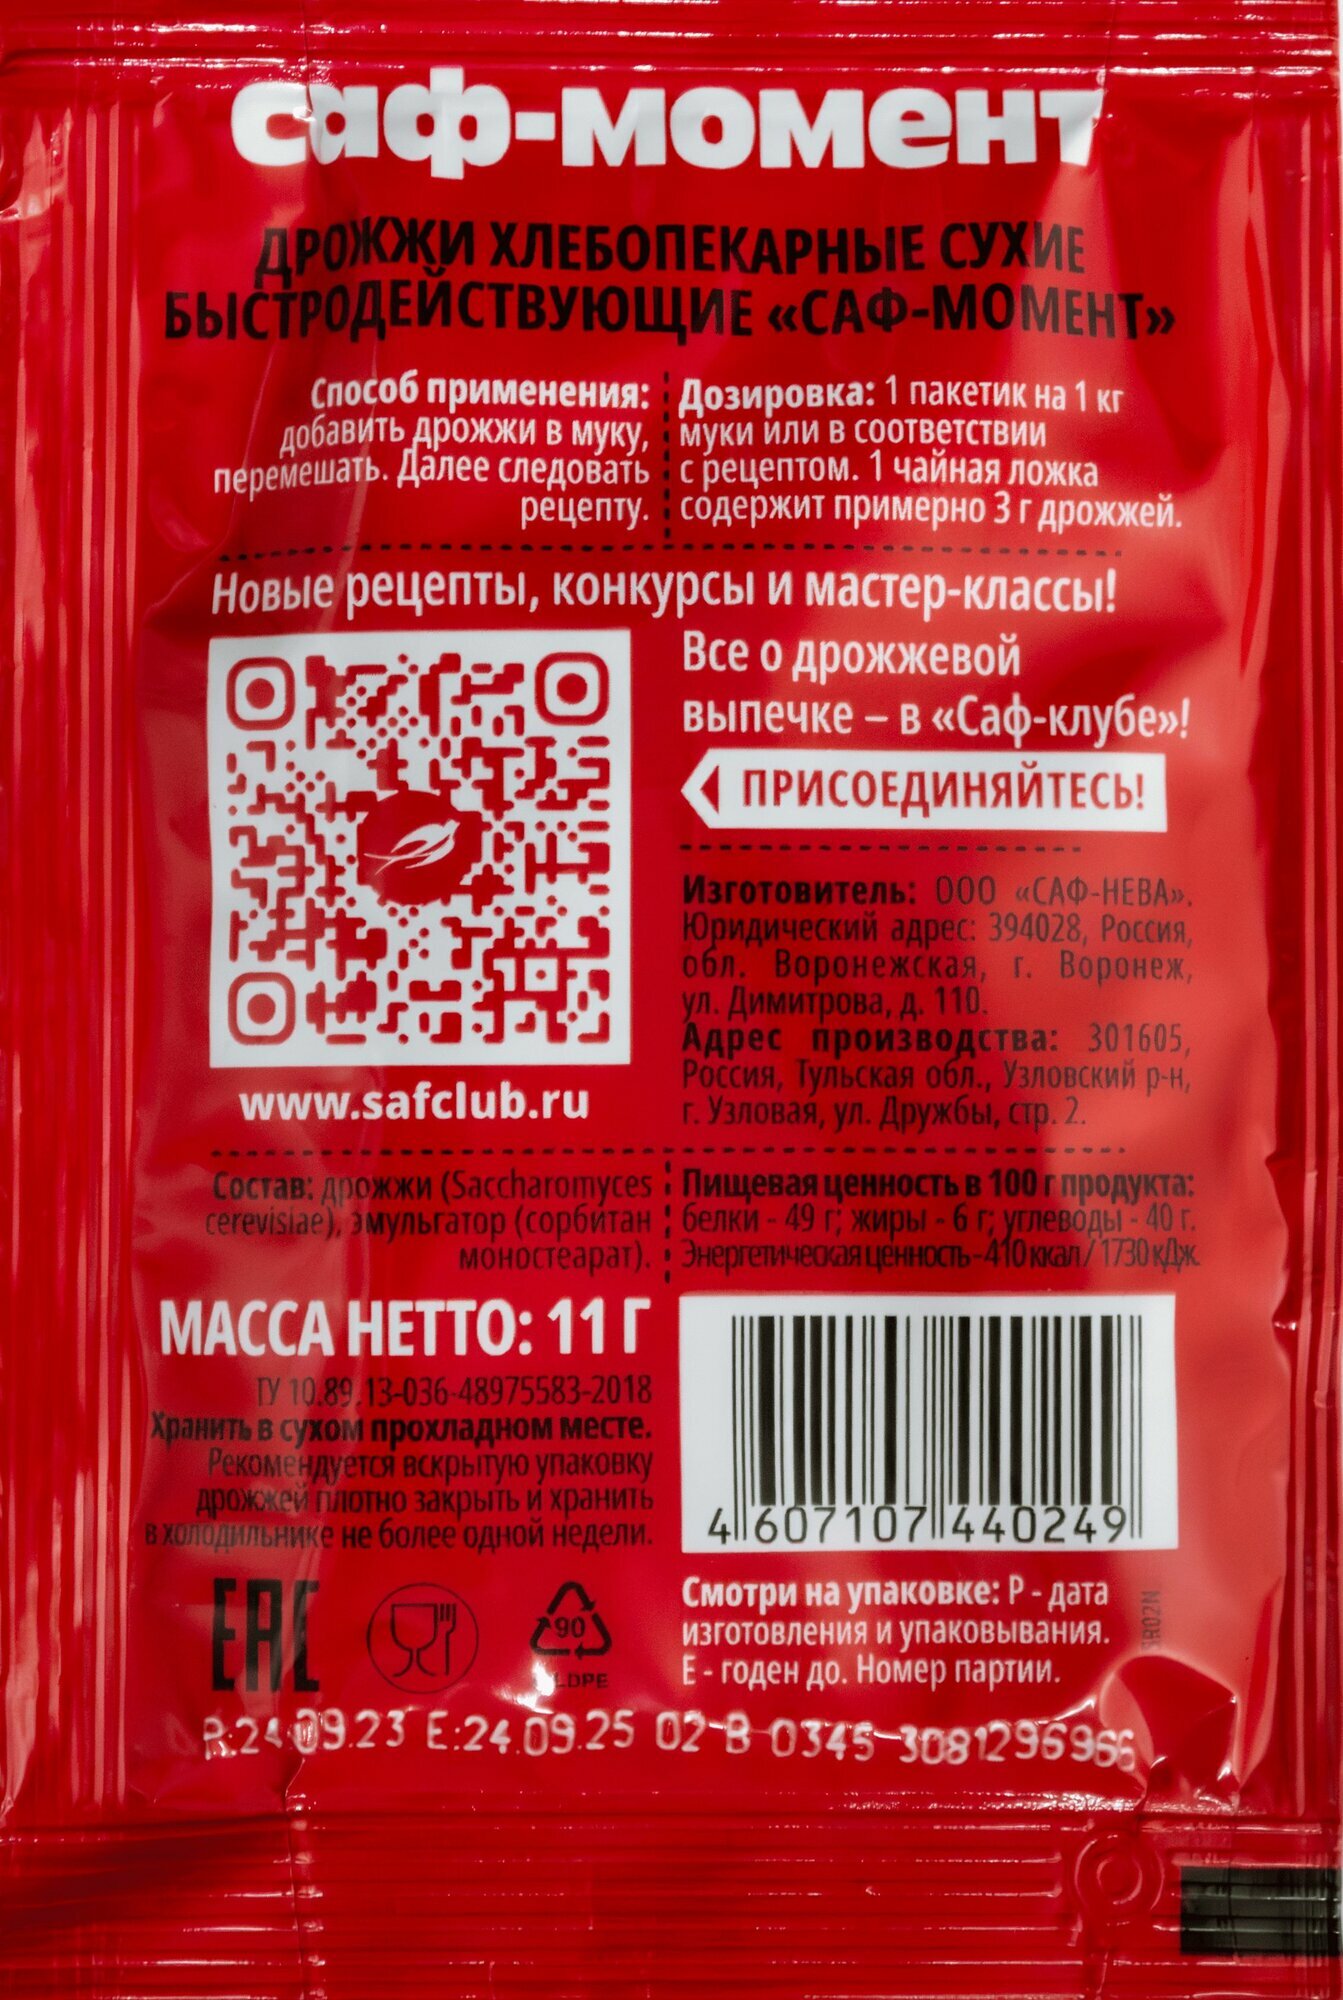 саф-момент
ДРОЖЖИ ХЛЕБОПЕКАРНЫЕ СУХИЕ
БЫСТРОДЕЙСТВУЮЩИЕ «САФ-МОМЕНТ»
Способ применения:
добавить дрожжи в муку,
перемешать. Далее следовать
рецепту.
Дозировка: 1 пакетик на 1 кг
муки или в соответствии
с рецептом. 1 чайная ложка
содержит примерно 3 г дрожжей.
Новые рецепты, конкурсы и мастер-классы!
Все о дрожжевой
выпечке – в «Саф-клубе»!
ПРИСОЕДИНЯЙТЕСЬ!
www.safclub.ru
Изготовитель: ООО «САФ-НЕВА».
Юридический адрес: 394028, Россия,
обл. Воронежская, г. Воронеж,
ул. Димитрова, д. 110.
Адрес производства: 301605,
Россия, Тульская обл., Узловский р-н,
г. Узловая, ул. Дружбы, стр. 2.
Состав: дрожжи (Saccharomyces
cerevisiae), эмульгатор (сорбитан
моностеарат).
Пищевая ценность в 100 г продукта:
белки - 49 г; жиры - 6 г; углеводы - 40 г.
Энергетическая ценность - 410 ккал / 1730 кДж.
МАССА НЕТТО: 11 Г
ТУ 10.89.13-036-48975583-2018
Хранить в сухом прохладном месте.
Рекомендуется вскрытую упаковку
дрожжей плотно закрыть и хранить
в холодильнике не более одной недели.
4 607107 440249
EAC
90
LDPE
Смотри на упаковке: P - дата
изготовления и упаковывания.
E - годен до. Номер партии.
SR02N
P:24.09.23 E:24.09.25 02 B 0345 3081296966